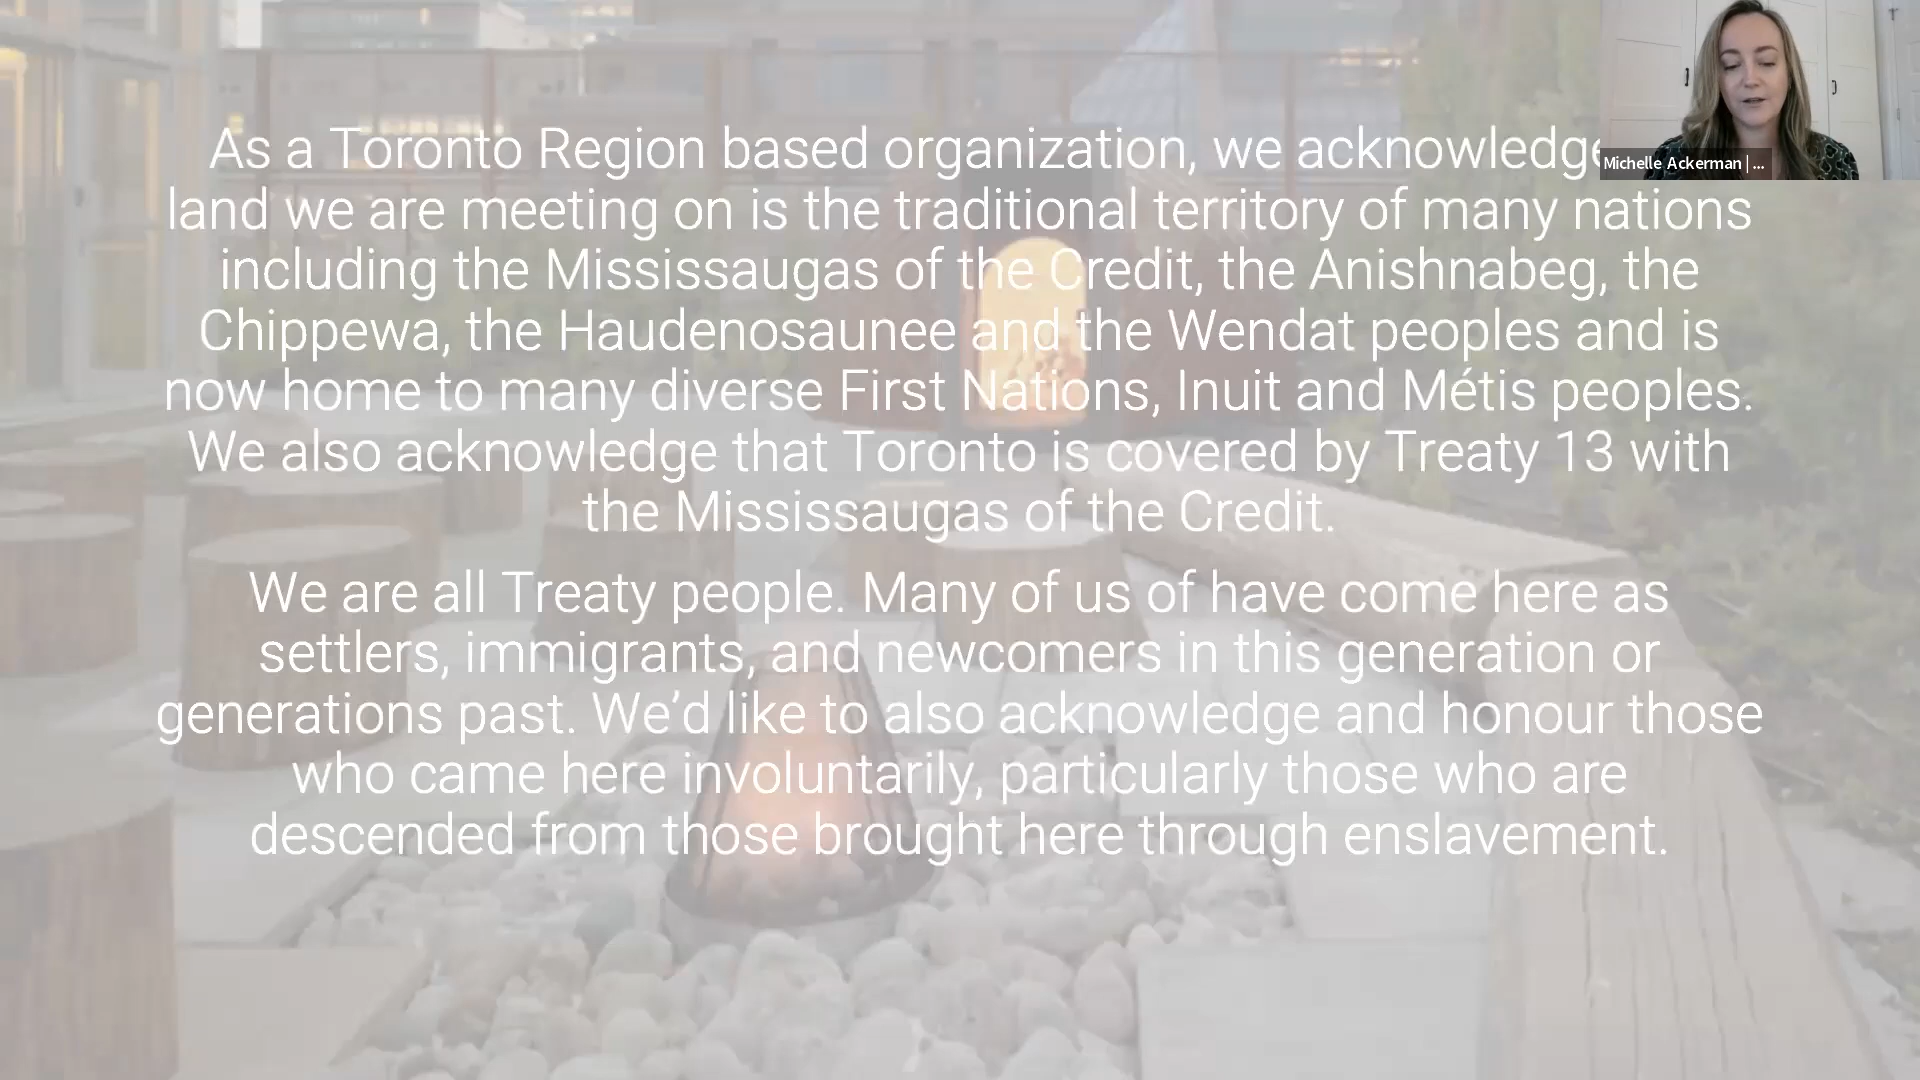 As a Toronto Region based organization, we acknowledge
land we are meeting on is the traditional territory of many nations
including the Mississaugas of the Credit, the Anishnabeg, the
Chippewa, the Haudenosaunee and the Wendat peoples and is
now home to many diverse First Nations, Inuit and Métis peoples.
We also acknowledge that Toronto is covered by Treaty 13 with
the Mississaugas of the Credit.
We are all Treaty people. Many of us of have come here as
settlers, immigrants, and newcomers in this generation or
generations past. We’d like to also acknowledge and honour those
who came here involuntarily, particularly those who are
descended from those brought here through enslavement.
Michelle Ackerman | ...